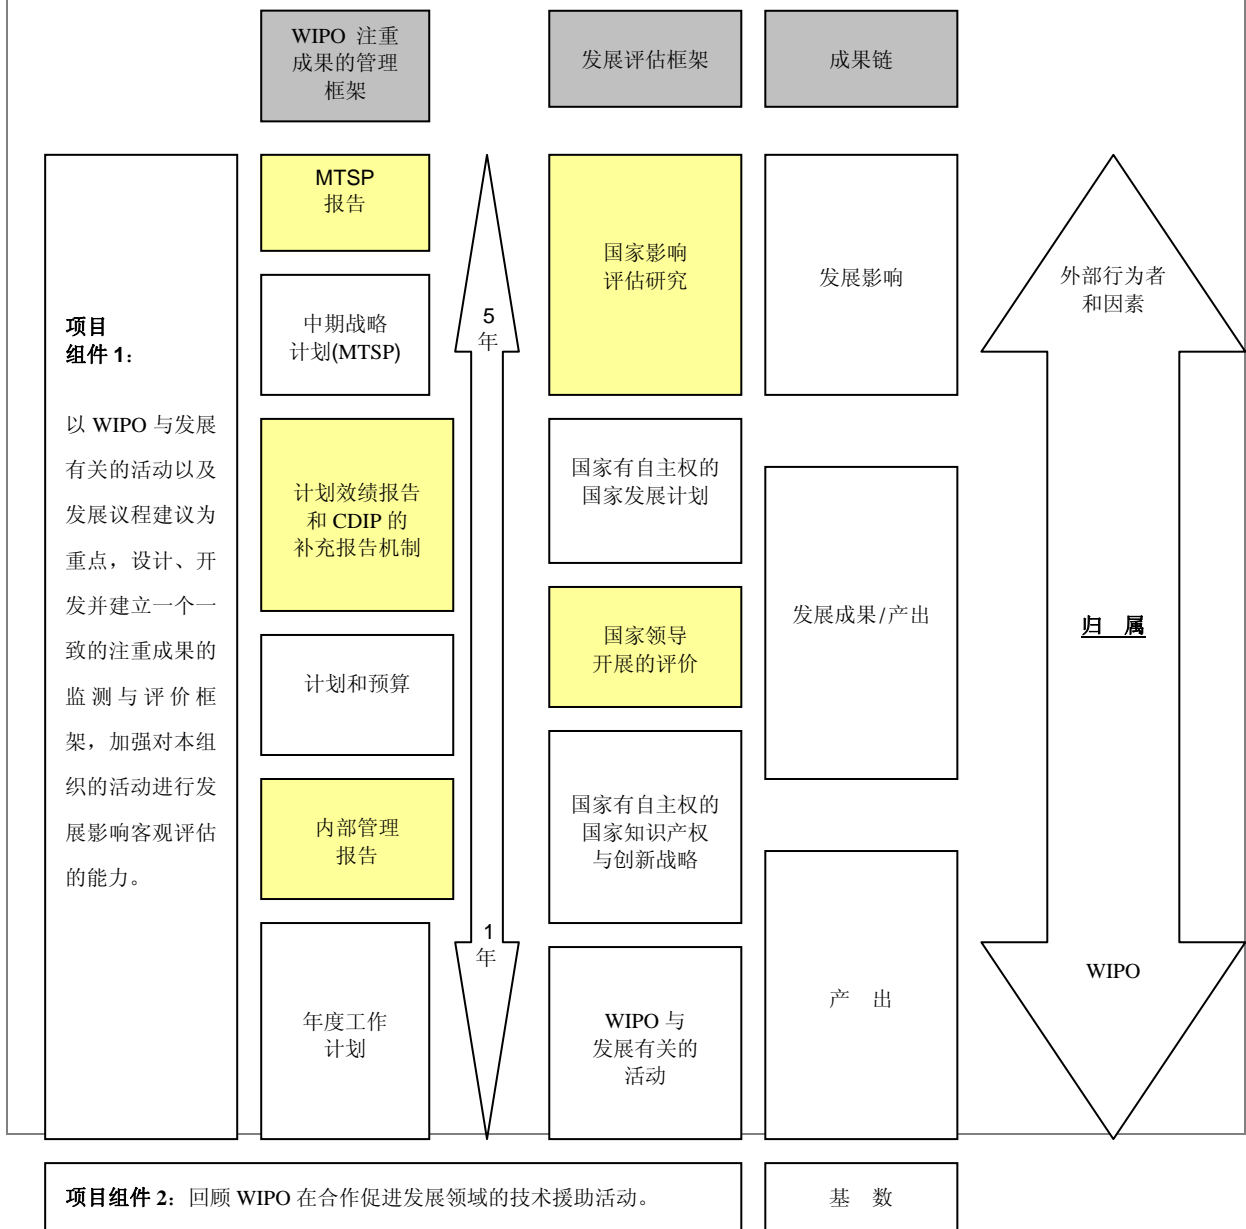 WIPO 注重
成果的管理
框架
发展评估框架
成果链
项目
组件 1：
以 WIPO 与发展
有关的活动以及
发展议程建议为
重点，设计、开
发并建立一个一
致的注重成果的
监测与评价框
架，加强对本组
织的活动进行发
展影响客观评估
的能力。
MTSP
报告
中期战略
计划(MTSP)
计划效绩报告
和 CDIP 的
补充报告机制
计划和预算
内部管理
报告
年度工作
计划
5
年
1
年
国家影响
评估研究
国家有自主权的
国家发展计划
国家领导
开展的评价
国家有自主权的
国家知识产权
与创新战略
WIPO 与
发展有关的
活动
发展影响
发展成果/产出
产 出
外部行为者
和因素
归 属
WIPO
项目组件 2：回顾 WIPO 在合作促进发展领域的技术援助活动。
基 数